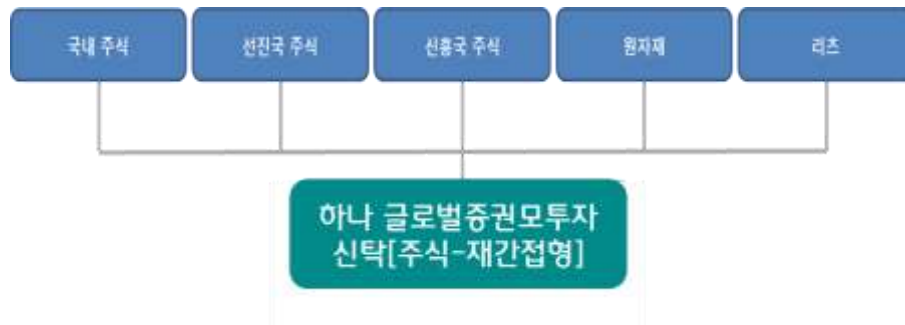 국내 주식
선진국 주식
신흥국 주식
원자재
리츠
하나 글로벌증권모투자
신탁[주식-재간접형]